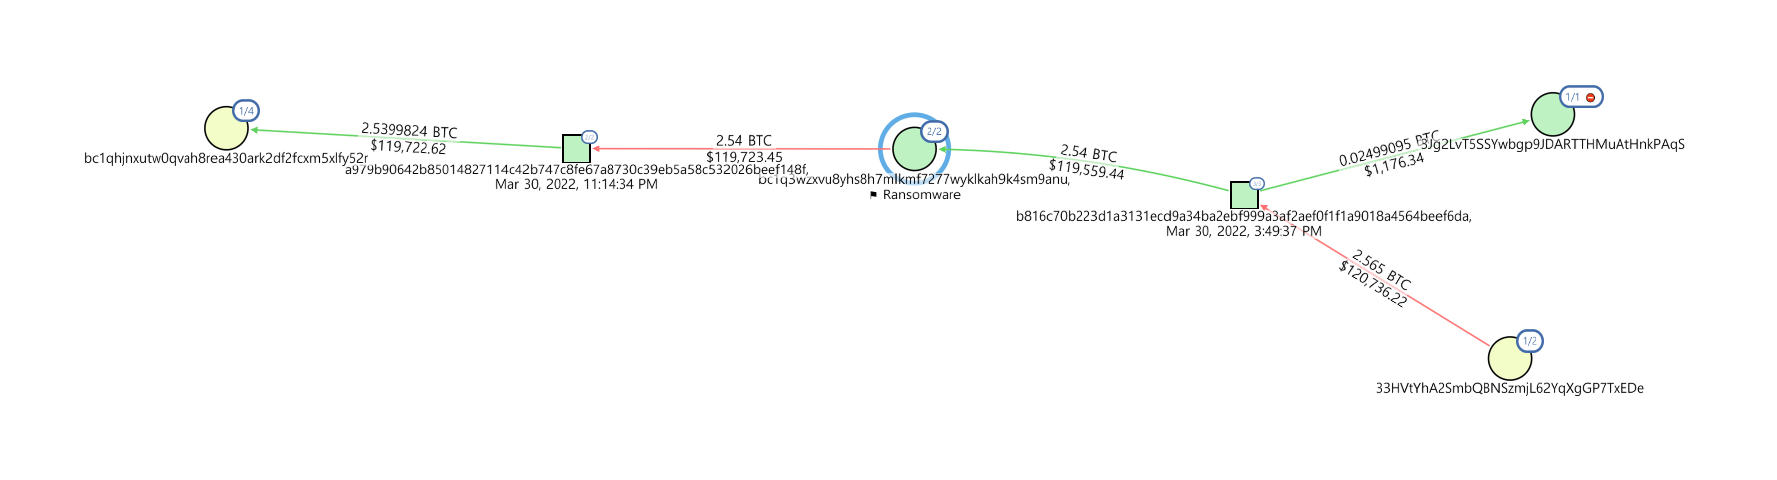 1/4
bc1qhjnxutw0qvah8rea430ark2df2fcxm5xlfy52r
2.5399824 BTC
$119,722.62
2/2
a979b90642b85014827114c42b747c8fe67a8730c39eb5a58c532026beef148f,
Mar 30, 2022, 11:14:34 PM
2.54 BTC
$119,723.45
2/2
bc1q3wzxvu8yhs8h7mlkmf7277wyklkah9k4sm9anu,
Ransomware
2.54 BTC
$119,559.44
b816c70b223d1a3131ecd9a34ba2ebf999a3af2aef0f1f1a9018a4564beef6da,
Mar 30, 2022, 3:49:37 PM
0.02499095 BTC
$1,176.34
1/1
3Jg2LvT5SSYwbgp9JDARTTHMuAtHnkPAqS
2.565 BTC
$120,736.22
1/2
33HVtYhA2SmbQBNSzmjL62YqXgGP7TxEDe